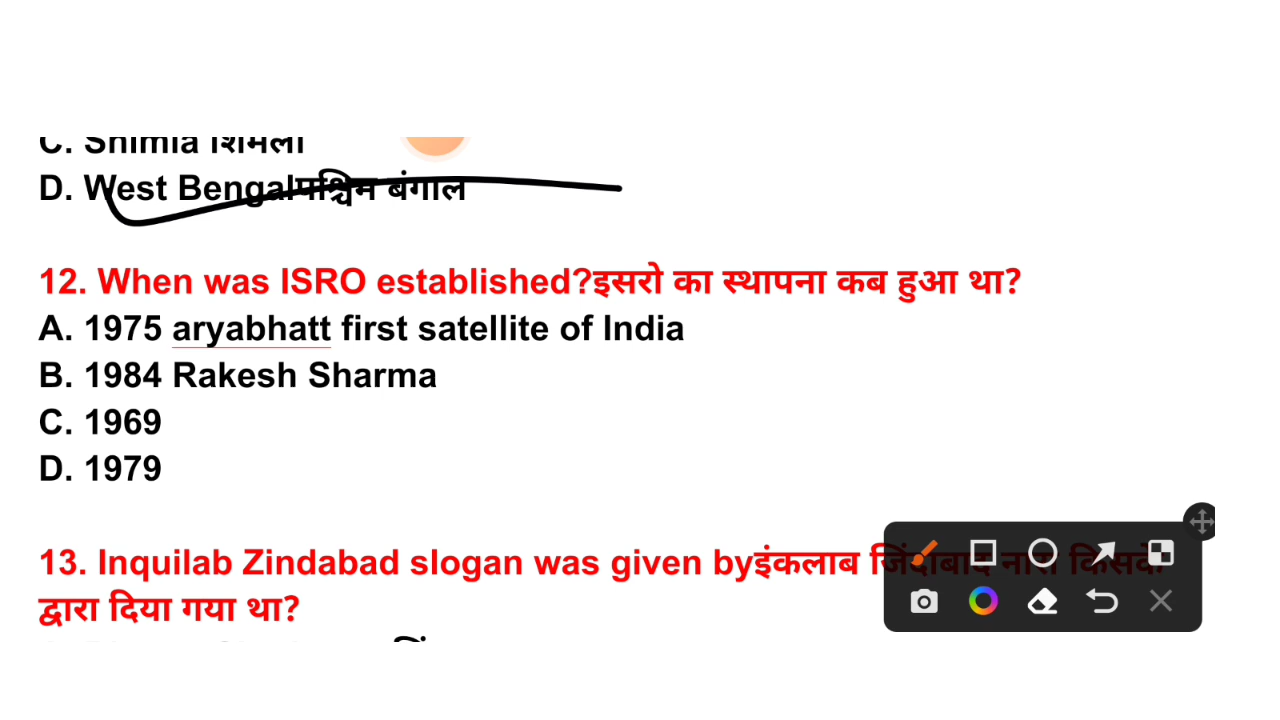 C. Shimla शिमला
D. West Bengalपश्चिम बंगाल
12. When was ISRO established?इसरो का स्थापना कब हुआ था?
A. 1975 aryabhatt first satellite of India
B. 1984 Rakesh Sharma
C. 1969
D. 1979
13. Inquilab Zindabad slogan was given byइंकलाब जिंदाबाद नारा किसके
द्वारा दिया गया था?